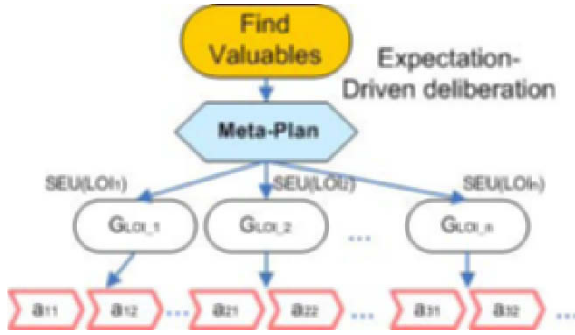 Find
Valuables
Expectation-
Driven deliberation
Meta-Plan
SEU(LOI1) SEU(LOI2) SEU(LOIn)
GLOI_1 GLOI_2 ... GLOI_n
a11 a12 ... a21 a22 ... a31 a32 ...